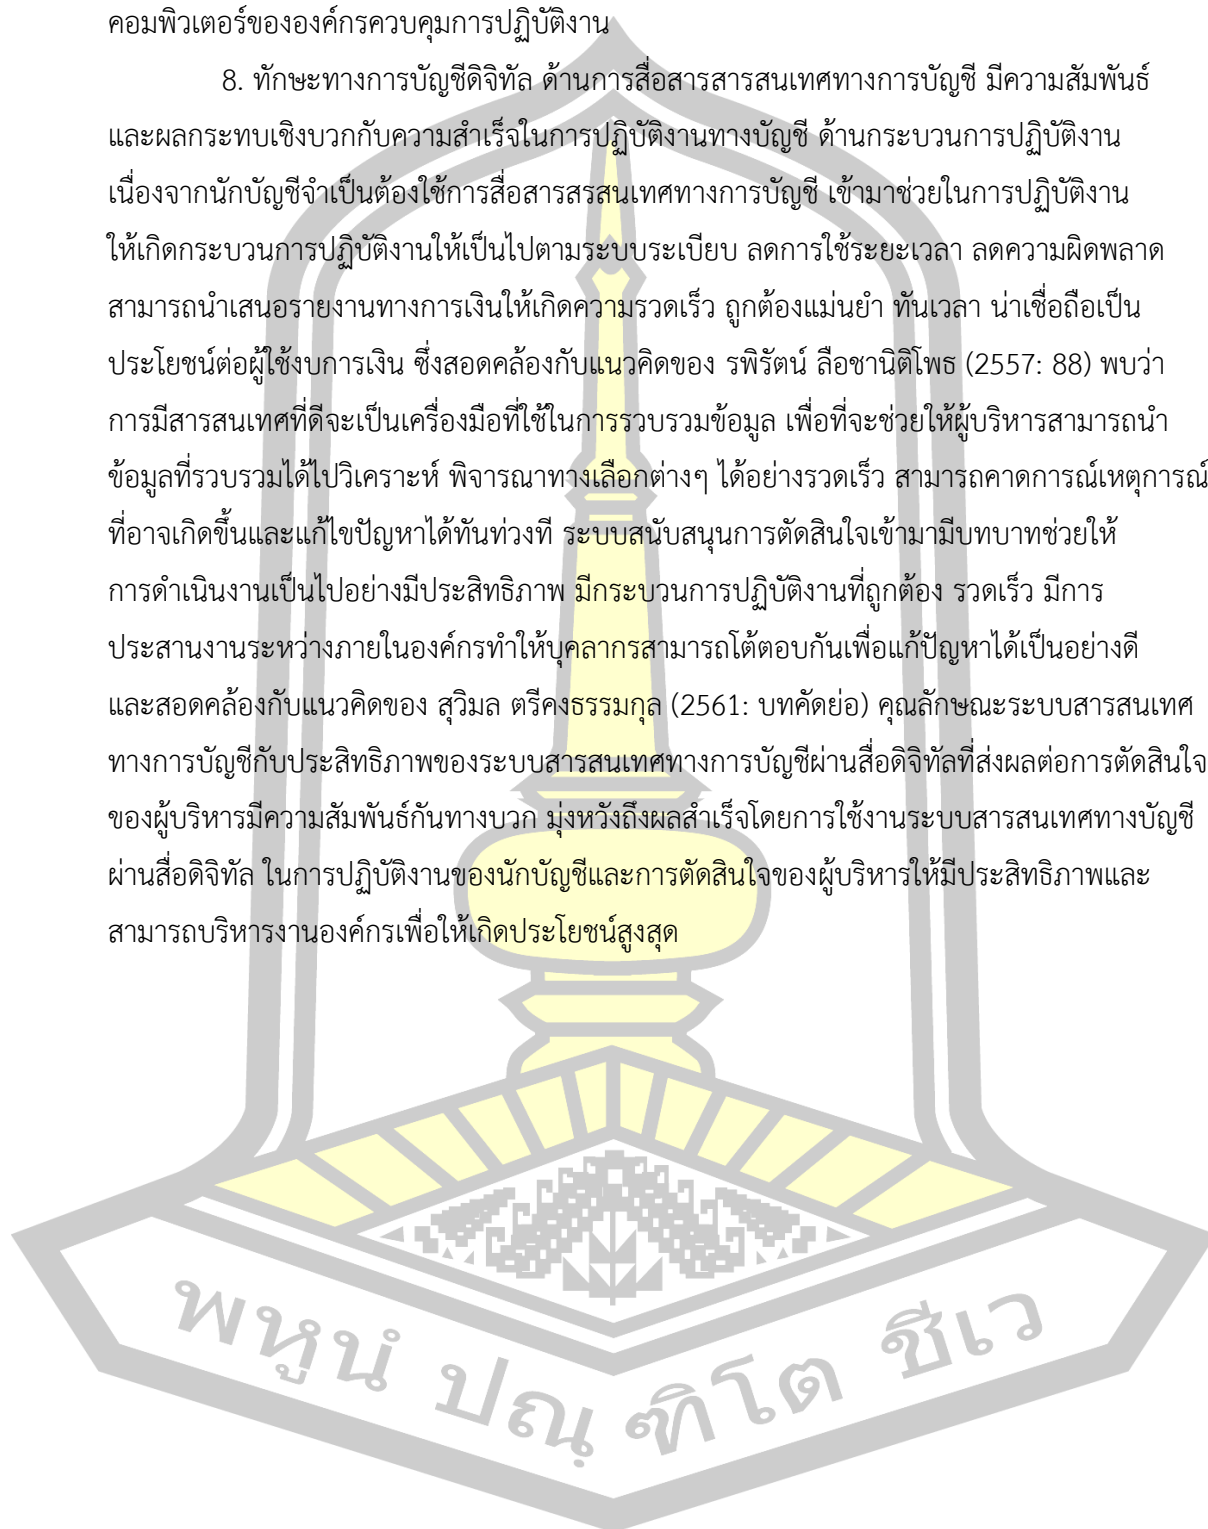 คอมพิวเตอร์ขององค์กรควบคุมการปฏิบัติงาน
8. ทักษะทางการบัญชีดิจิทัล ด้านการสื่อสารสารสนเทศทางการบัญชี มีความสัมพันธ์
และผลกระทบเชิงบวกกับความสำเร็จในการปฏิบัติงานทางบัญชี ด้านกระบวนการปฏิบัติงาน
เนื่องจากนักบัญชีจำเป็นต้องใช้การสื่อสารสรสนเทศทางการบัญชี เข้ามาช่วยในการปฏิบัติงาน
ให้เกิดกระบวนการปฏิบัติงานให้เป็นไปตามระบบระเบียบ ลดการใช้ระยะเวลา ลดความผิดพลาด
สามารถนำเสนอรายงานทางการเงินให้เกิดความรวดเร็ว ถูกต้องแม่นยำ ทันเวลา น่าเชื่อถือเป็น
ประโยชน์ต่อผู้ใช้งบการเงิน ซึ่งสอดคล้องกับแนวคิดของ รพิรัตน์ ลือชานิติโพธ (2557: 88) พบว่า
การมีสารสนเทศที่ดีจะเป็นเครื่องมือที่ใช้ในการรวบรวมข้อมูล เพื่อที่จะช่วยให้ผู้บริหารสามารถนำ
ข้อมูลที่รวบรวมได้ไปวิเคราะห์ พิจารณาทางเลือกต่างๆ ได้อย่างรวดเร็ว สามารถคาดการณ์เหตุการณ์
ที่อาจเกิดขึ้นและแก้ไขปัญหาได้ทันท่วงที ระบบสนับสนุนการตัดสินใจเข้ามามีบทบาทช่วยให้
การดำเนินงานเป็นไปอย่างมีประสิทธิภาพ มีกระบวนการปฏิบัติงานที่ถูกต้อง รวดเร็ว มีการ
ประสานงานระหว่างภายในองค์กรทำให้บุคลากรสามารถโต้ตอบกันเพื่อแก้ปัญหาได้เป็นอย่างดี
และสอดคล้องกับแนวคิดของ สุวิมล ตรีคงธรรมกุล (2561: บทคัดย่อ) คุณลักษณะระบบสารสนเทศ
ทางการบัญชีกับประสิทธิภาพของระบบสารสนเทศทางการบัญชีผ่านสื่อดิจิทัลที่ส่งผลต่อการตัดสินใจ
ของผู้บริหารมีความสัมพันธ์กันทางบวก มุ่งหวังถึงผลสำเร็จโดยการใช้งานระบบสารสนเทศทางบัญชี
ผ่านสื่อดิจิทัล ในการปฏิบัติงานของนักบัญชีและการตัดสินใจของผู้บริหารให้มีประสิทธิภาพและ
สามารถบริหารงานองค์กรเพื่อให้เกิดประโยชน์สูงสุด
พหูนํ ปณฺ ฑิโต ชีเว